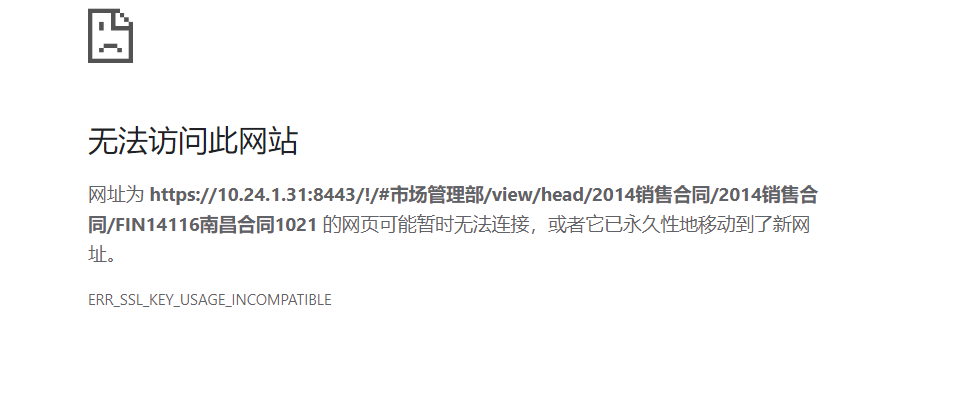 无法访问此网站
网址为 https://10.24.1.31:8443/!/#市场管理部/view/head/2014销售合同/2014销售合
同/FIN14116南昌合同1021 的网页可能暂时无法连接，或者它已永久性地移动到了新网
址。
ERR_SSL_KEY_USAGE_INCOMPATIBLE